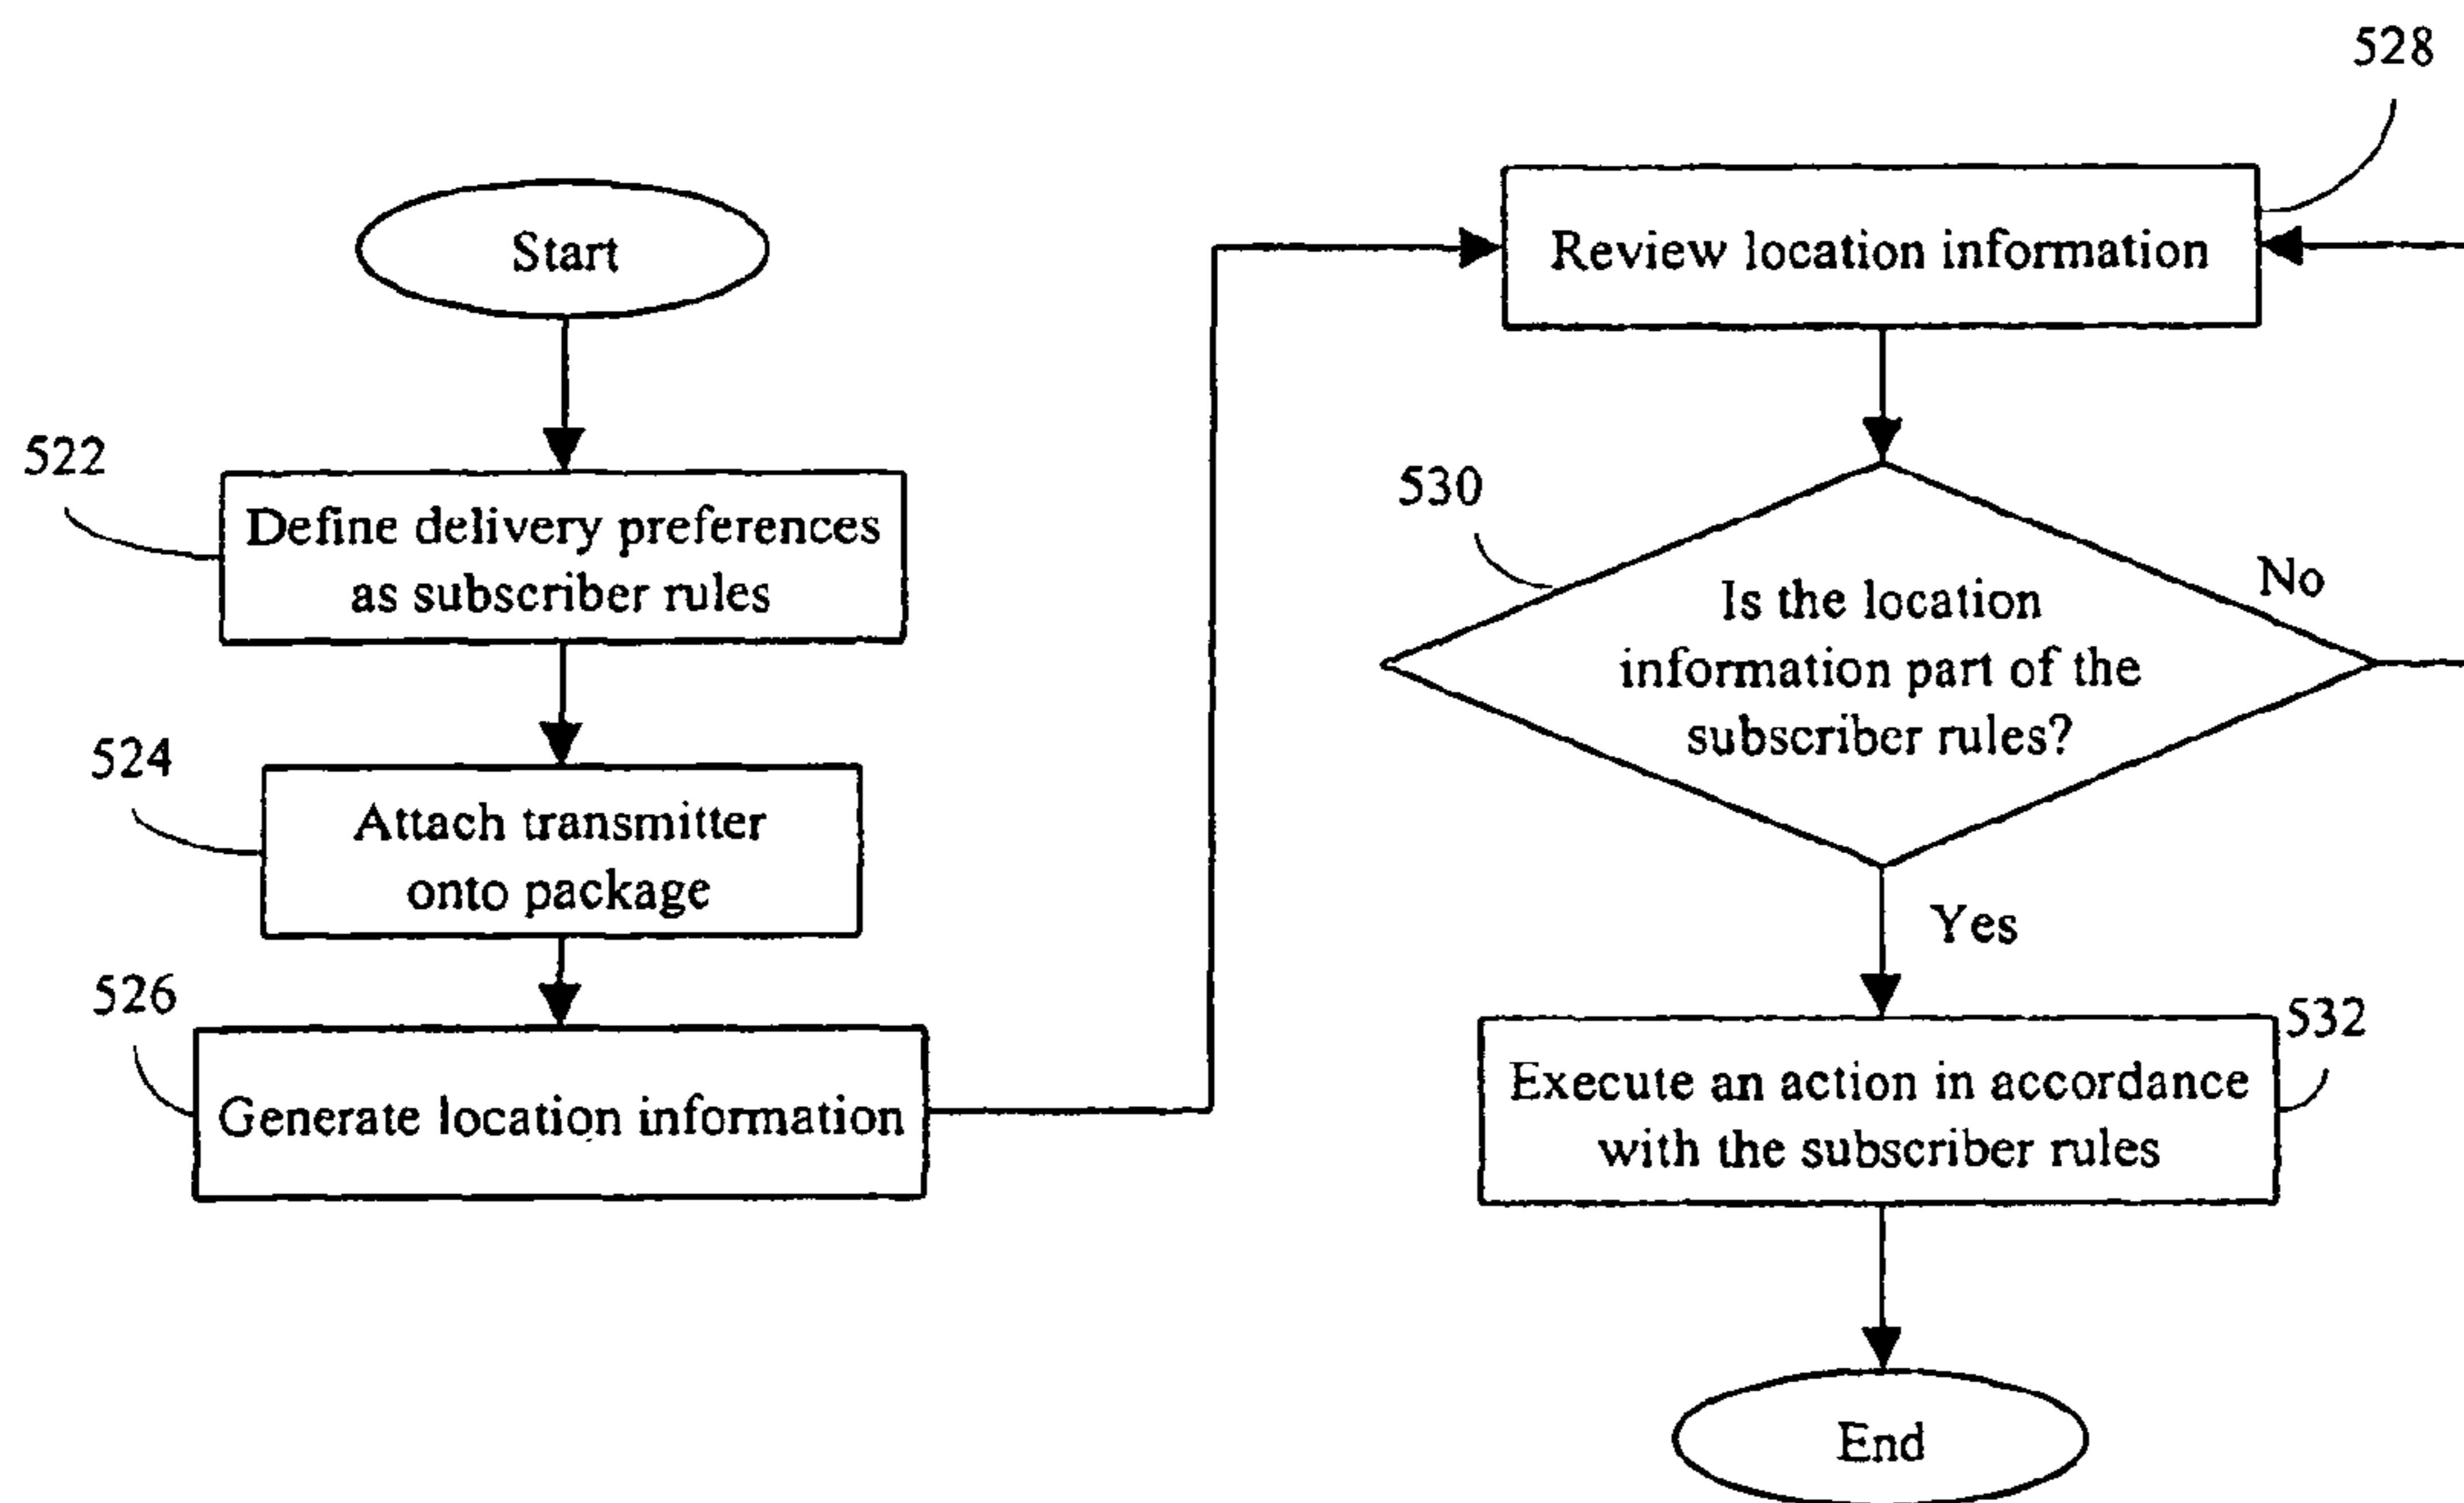 Start
522
Define delivery preferences
as subscriber rules
524
Attach transmitter
onto package
526
Generate location information
528
Review location information
530
Is the location
information part of the
subscriber rules?
No
Yes
532
Execute an action in accordance
with the subscriber rules
End